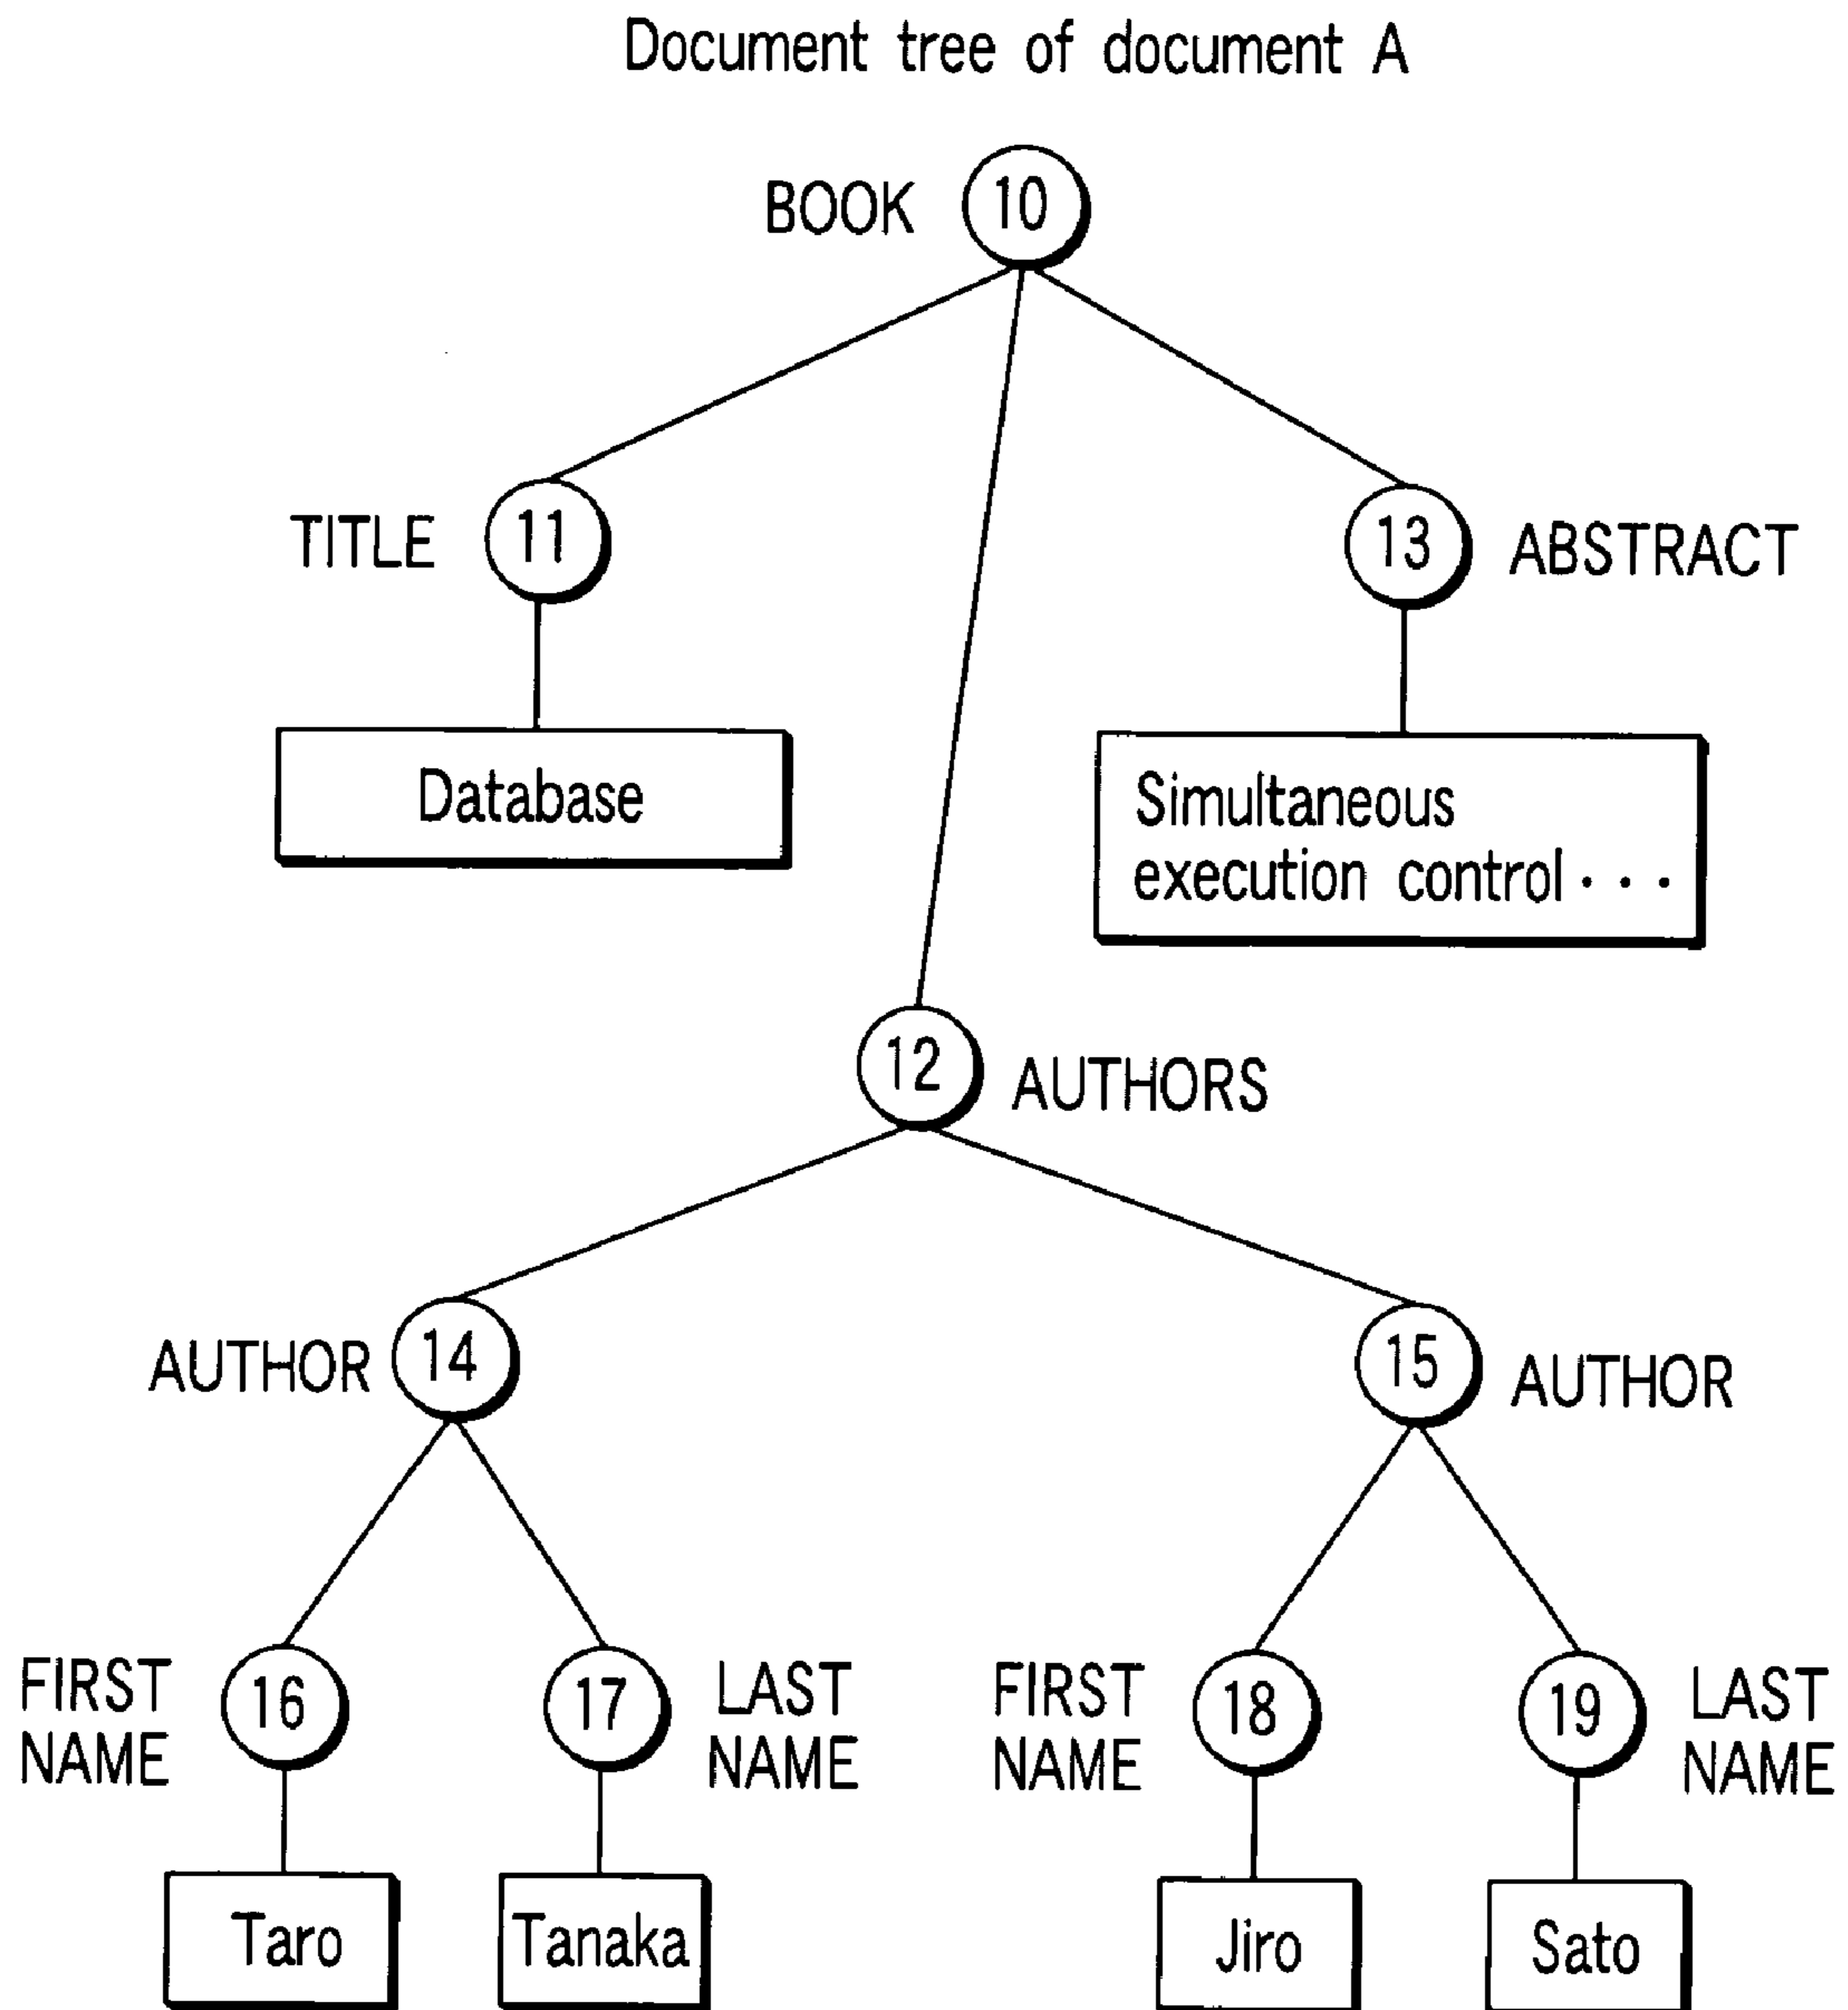 Document tree of document A
BOOK 10
TITLE 11
13 ABSTRACT
Database
Simultaneous
execution control · · ·
12 AUTHORS
AUTHOR 14
15 AUTHOR
FIRST
NAME
16
17
LAST
NAME
FIRST
NAME
18
19
LAST
NAME
Taro
Tanaka
Jiro
Sato